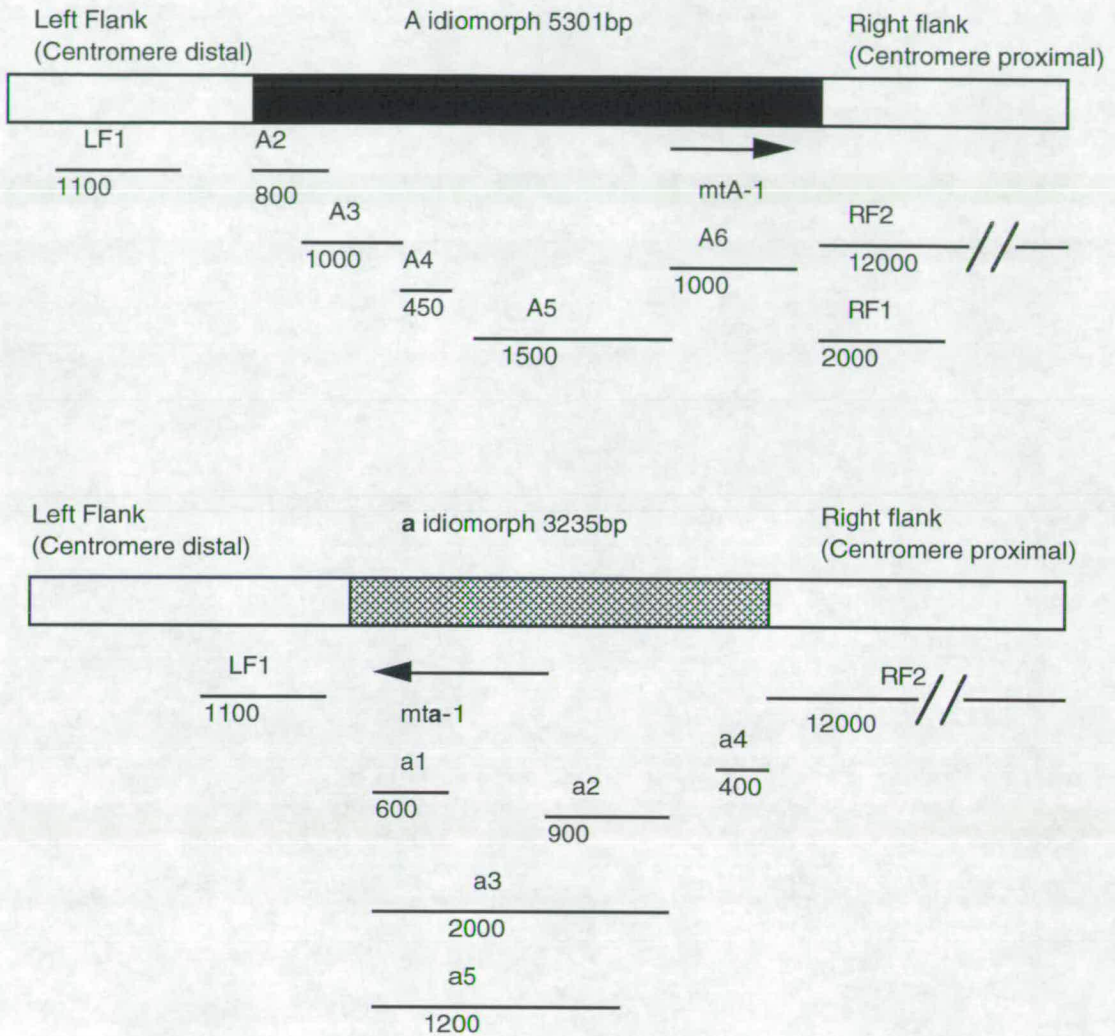 Left Flank
(Centromere distal)
A idiomorph 5301bp
Right flank
(Centromere proximal)
LF1
1100
A2
800
mtA-1
A3
1000
A4
450
A5
1500
A6
1000
RF2
12000
RF1
2000
Left Flank
(Centromere distal)
a idiomorph 3235bp
Right flank
(Centromere proximal)
LF1
1100
mta-1
RF2
12000
a1
600
a2
900
a4
400
a3
2000
a5
1200